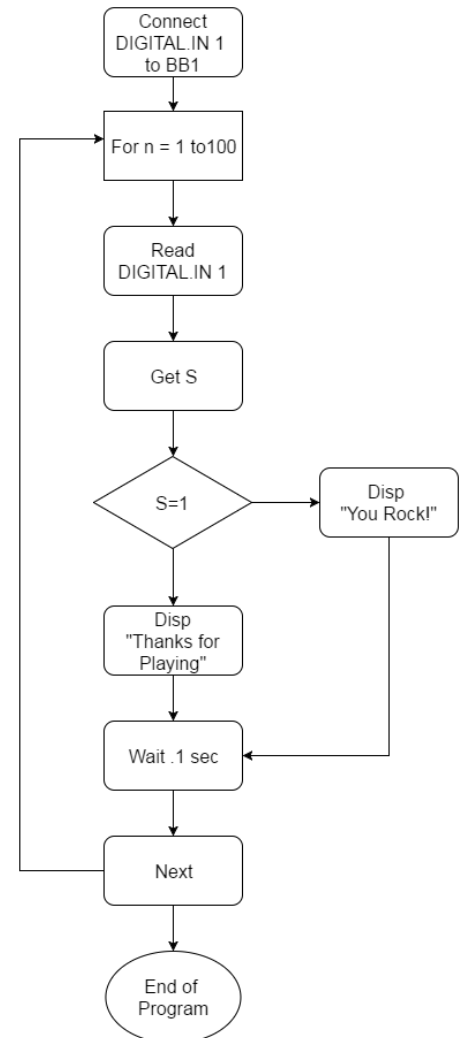 Connect
DIGITAL.IN 1
to BB1
For n = 1 to100
Read
DIGITAL.IN 1
Get S
S=1
Disp
"You Rock!"
Disp
"Thanks for
Playing"
Wait .1 sec
Next
End of
Program